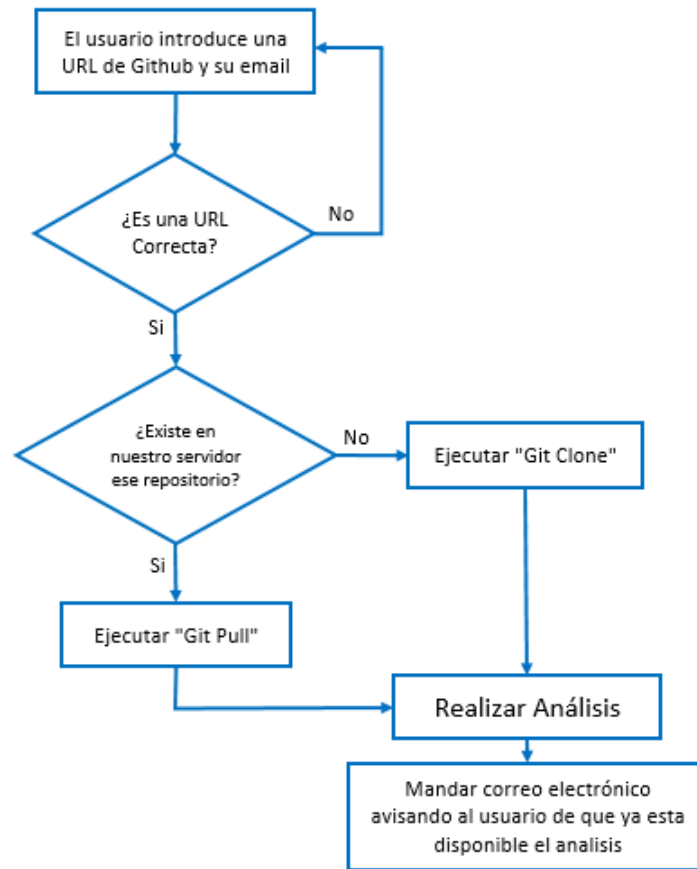 El usuario introduce una
URL de Github y su email
¿Es una URL
Correcta?
No
Si
¿Existe en
nuestro servidor
ese repositorio?
No
Ejecutar "Git Clone"
Si
Ejecutar "Git Pull"
Realizar Análisis
Mandar correo electrónico
avisando al usuario de que ya esta
disponible el analisis